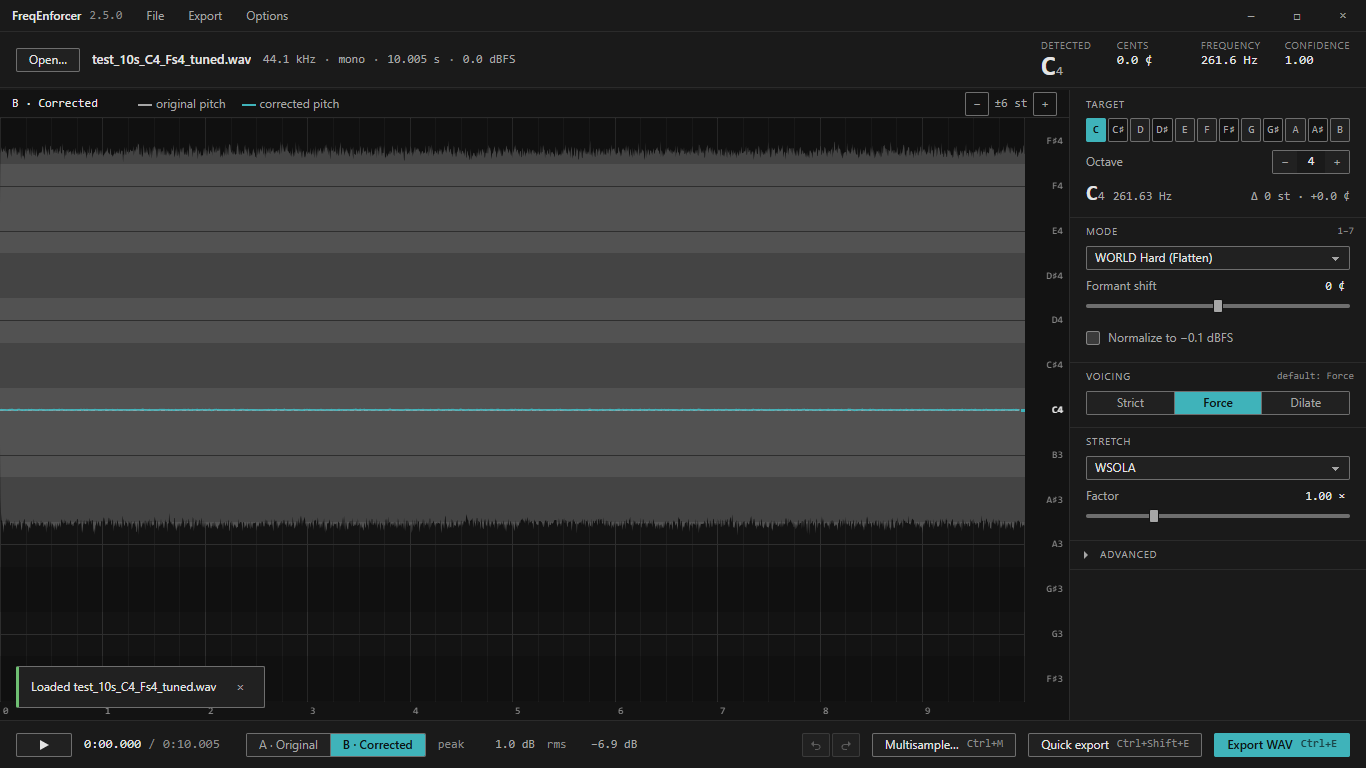 FreqEnforcer 2.5.0 File Export Options
Open... test_10s_C4_Fs4_tuned.wav 44.1 kHz · mono · 10.005 s · 0.0 dBFS
DETECTED CENTS FREQUENCY CONFIDENCE
C4 0.0 ¢ 261.6 Hz 1.00
B · Corrected original pitch corrected pitch − ±6 st +
F♯4
F4
E4
D♯4
D4
C♯4
C4
B3
A♯3
A3
G♯3
G3
F♯3
0 1 2 3 4 5 6 7 8 9
Loaded test_10s_C4_Fs4_tuned.wav ×
TARGET
C C♯ D D♯ E F F♯ G G♯ A A♯ B
Octave − 4 +
C4 261.63 Hz Δ 0 st · +0.0 ¢
MODE 1–7
WORLD Hard (Flatten)
Formant shift 0 ¢
Normalize to −0.1 dBFS
VOICING default: Force
Strict Force Dilate
STRETCH
WSOLA
Factor 1.00 ×
ADVANCED
0:00.000 / 0:10.005 A · Original B · Corrected peak 1.0 dB rms −6.9 dB Multisample... Ctrl+M Quick export Ctrl+Shift+E Export WAV Ctrl+E